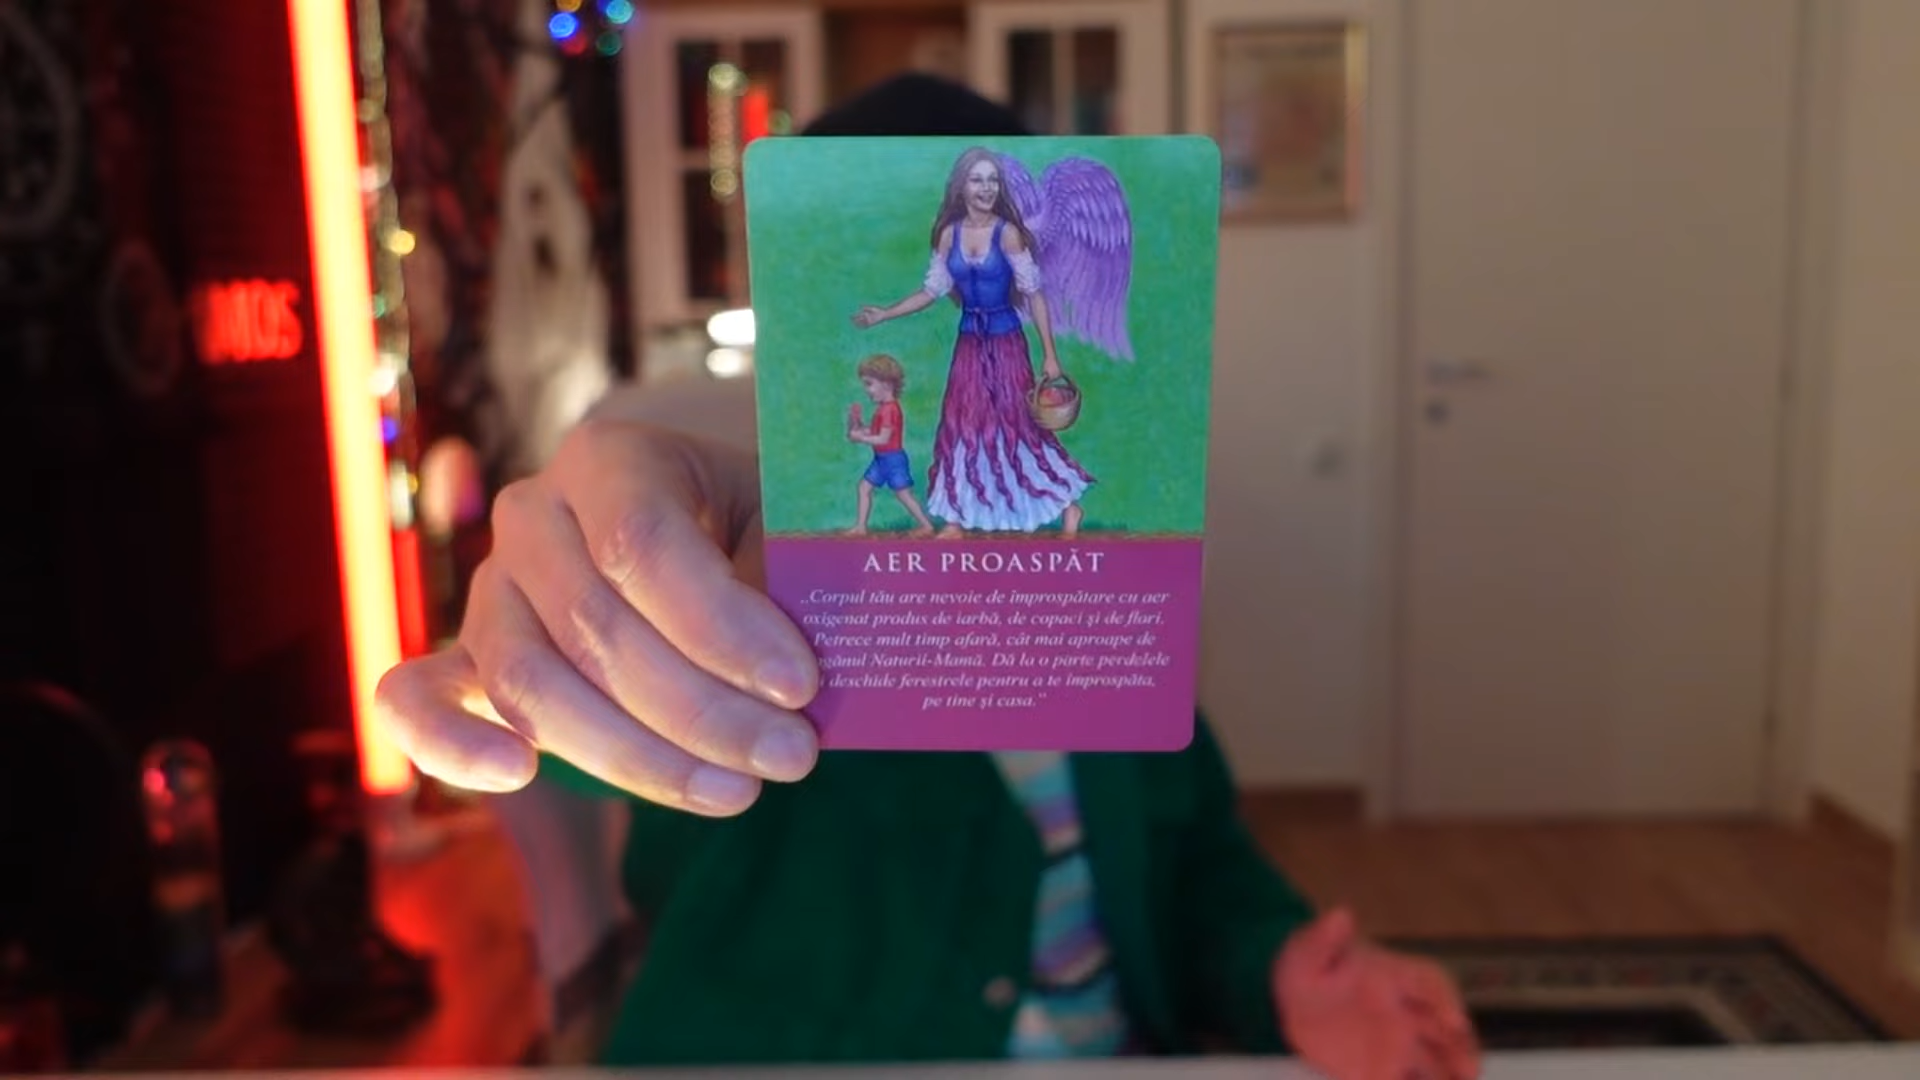 AER PROASPĂT
„Corpul tău are nevoie de împrospătare cu aer
oxigenat produs de iarbă, de copaci și de flori.
Petrece mult timp afară, cât mai aproape de
Naturii-Mamă. Dă la o parte perdelele
deschide ferestrele pentru a te împrospăta,
pe tine și casa.”